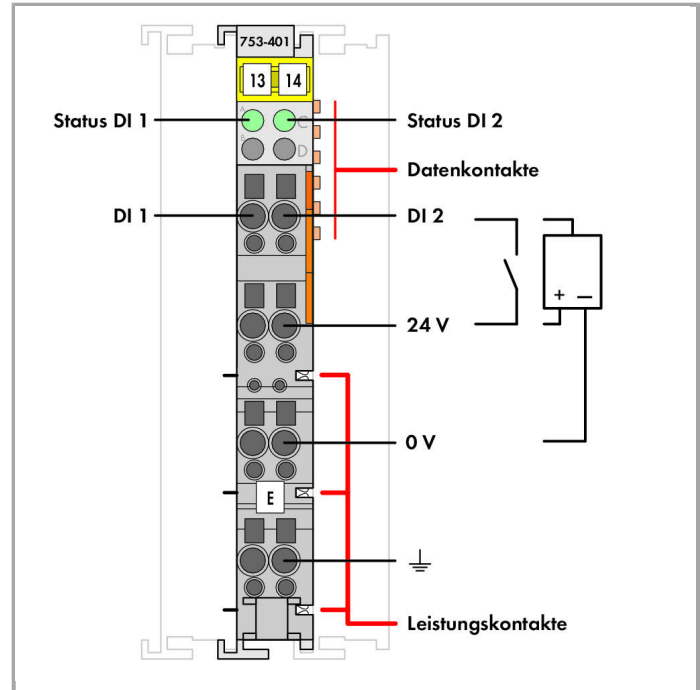 753-401
13 14
A
C
Status DI 1
Status DI 2
B
D
Datenkontakte
DI 1
DI 2
+ −
24 V
0 V
E
Leistungskontakte